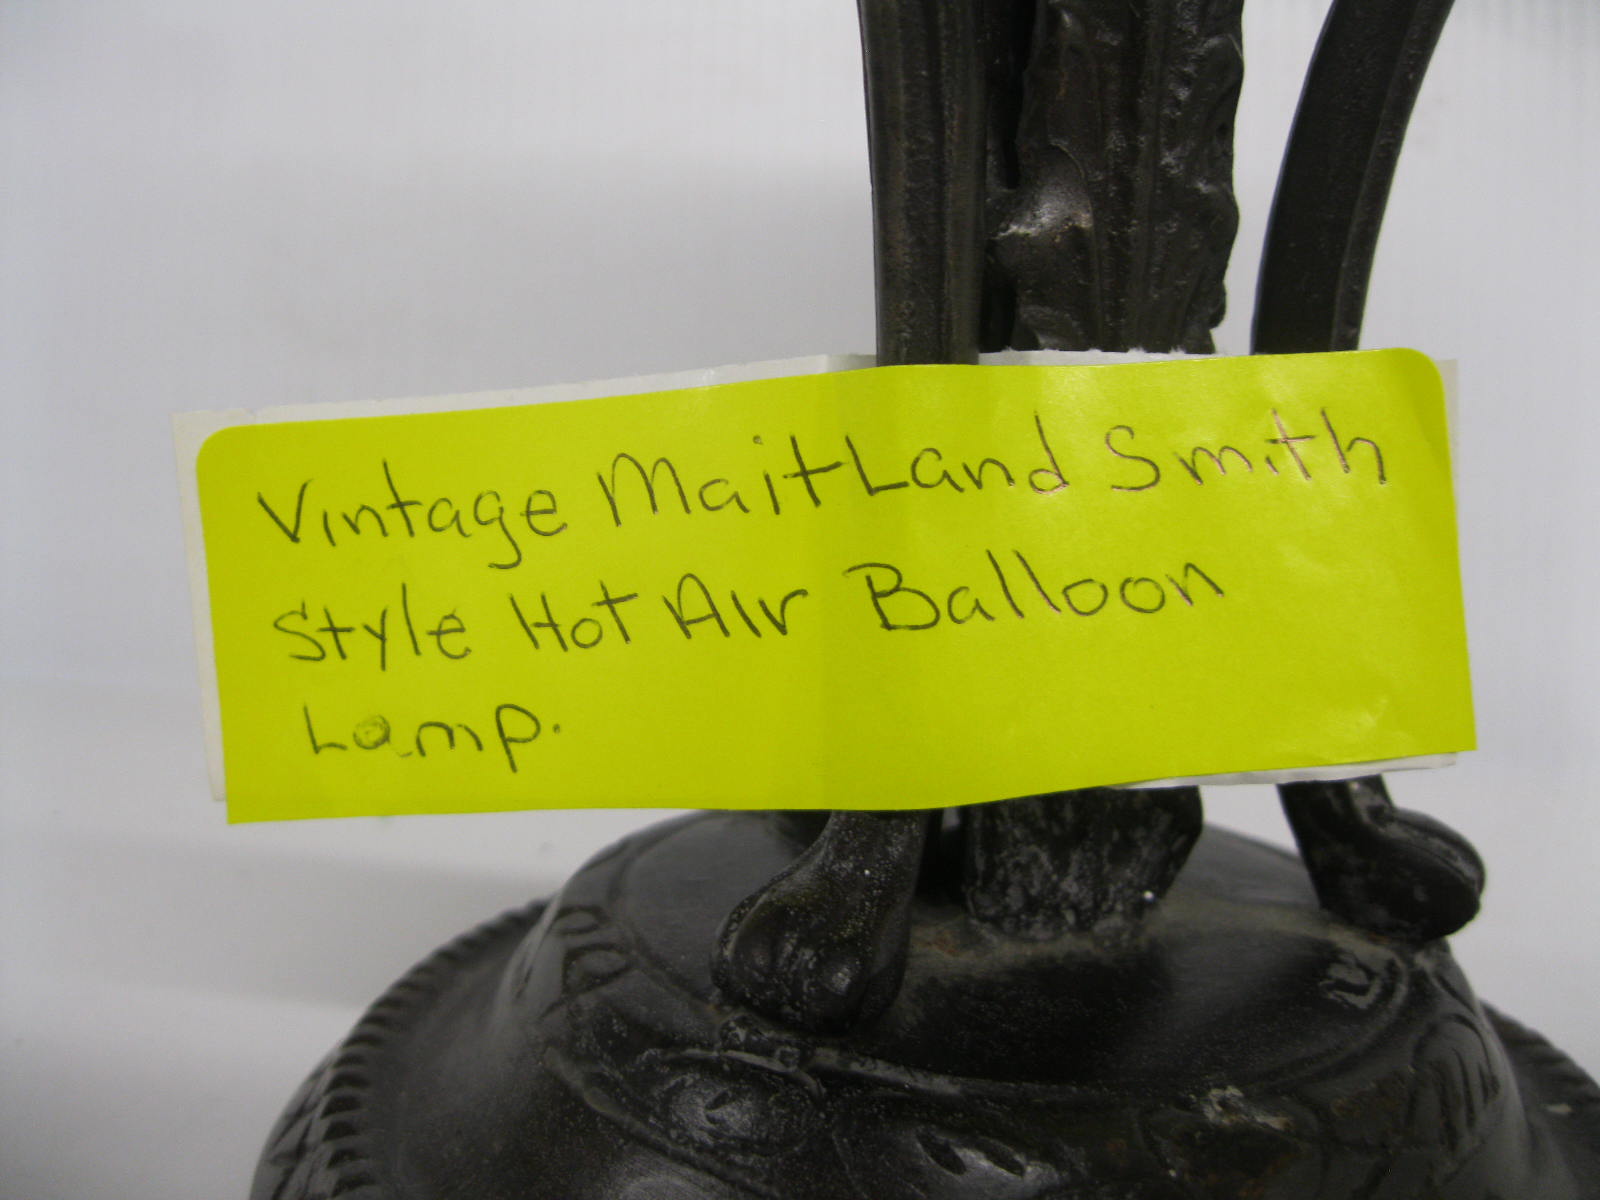 Vintage MaitLand Smith
Style Hot Air Balloon
Lamp.